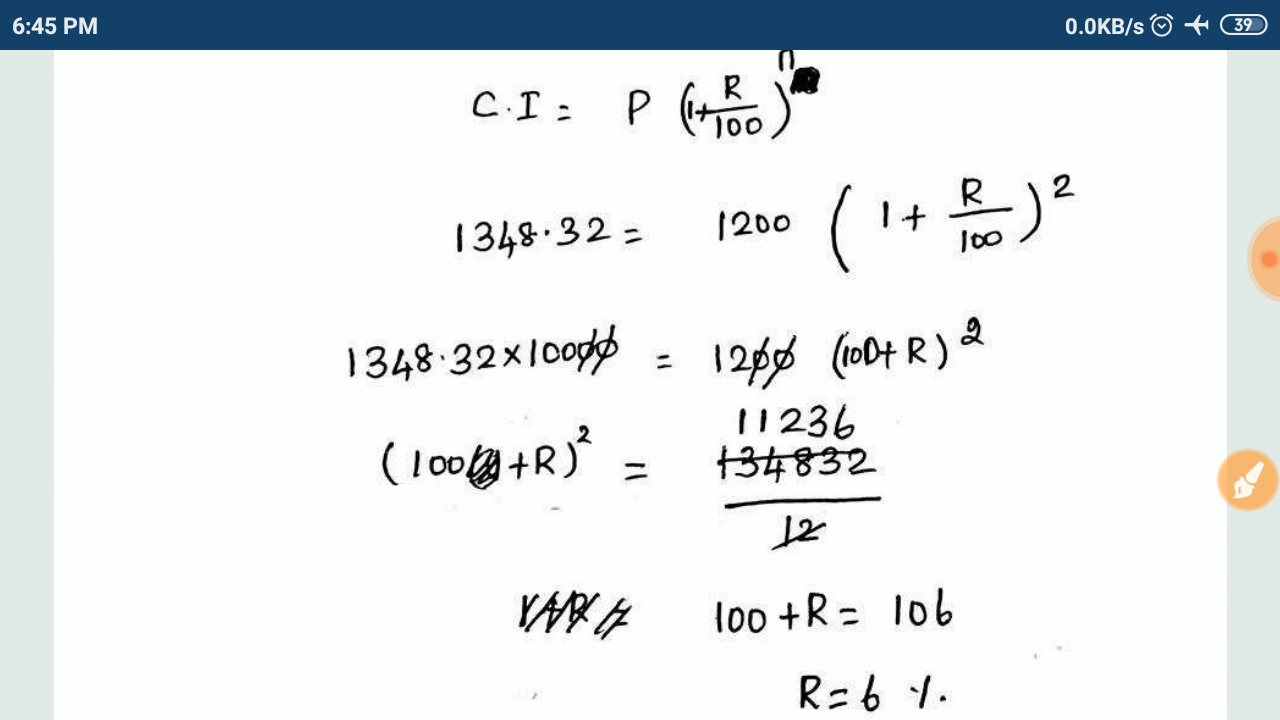 6:45 PM 0.0KB/s 39
C.I = P (1+ R/100)^n
1348.32 = 1200 (1 + R/100)^2
1348.32 × 10000 = 1200 (100+ R)^2
11236
(100 +R)^2 = 134832/12
100 + R = 106
R = 6 %.